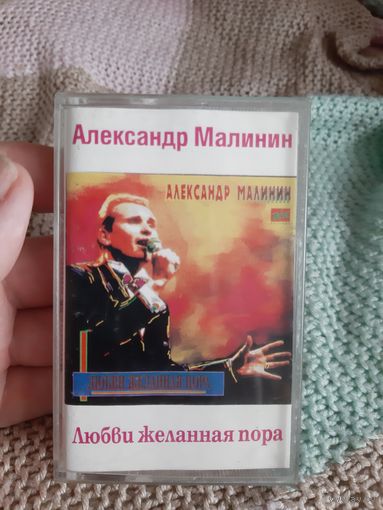 Александр Малинин
АЛЕКСАНДР МАЛИНИН
ЛЮБВИ ЖЕЛАННАЯ ПОРА
Любви желанная пора